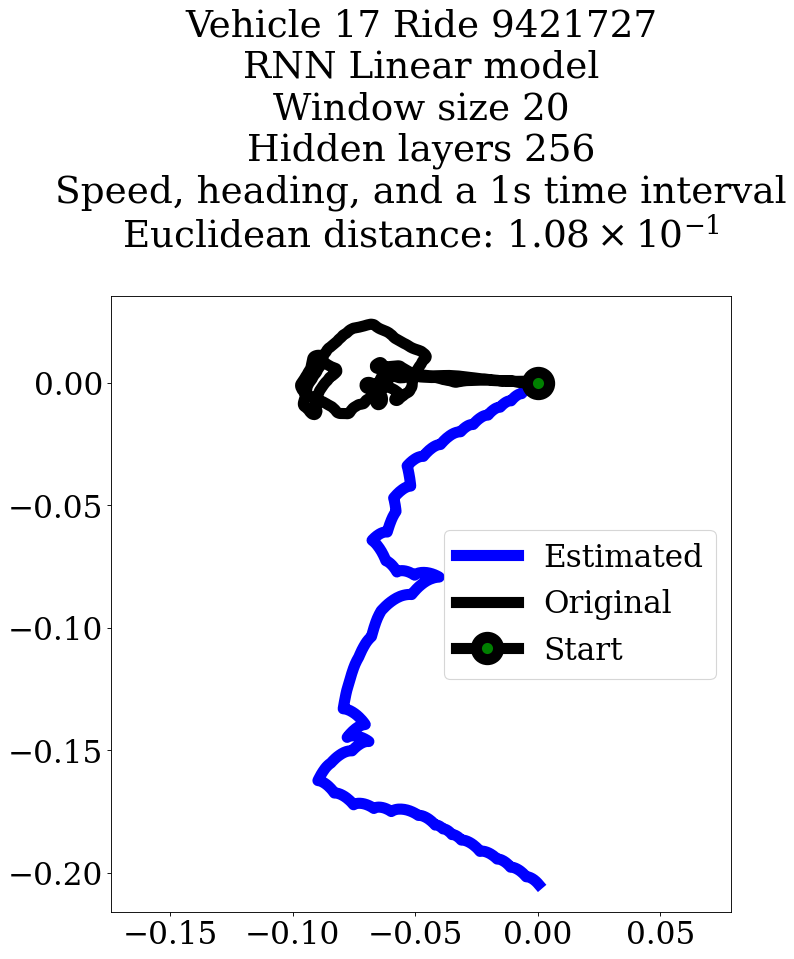 Vehicle 17 Ride 9421727
RNN Linear model
Window size 20
Hidden layers 256
Speed, heading, and a 1s time interval
Euclidean distance: 1.08 × 10⁻¹
0.00
−0.05
−0.10
−0.15
−0.20
Estimated
Original
Start
−0.15 −0.10 −0.05 0.00 0.05